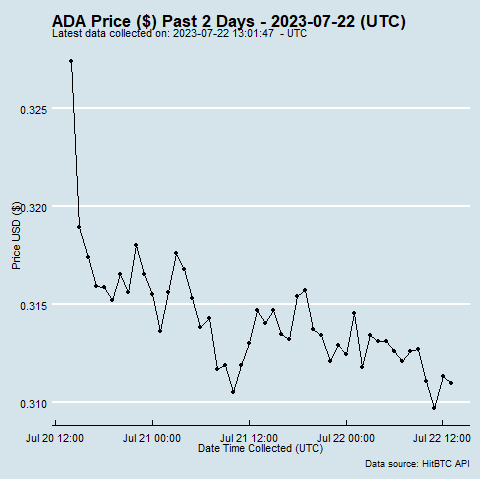 ADA Price ($) Past 2 Days - 2023-07-22 (UTC)
Latest data collected on: 2023-07-22 13:01:47  - UTC
Price USD ($)
0.325
0.320
0.315
0.310
Jul 20 12:00
Jul 21 00:00
Jul 21 12:00
Jul 22 00:00
Jul 22 12:00
Date Time Collected (UTC)
Data source: HitBTC API